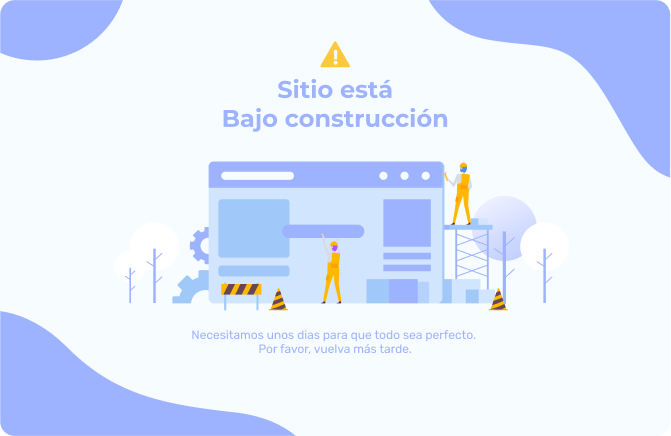 Sitio está
Bajo construcción
Necesitamos unos dias para que todo sea perfecto.
Por favor, vuelva más tarde.